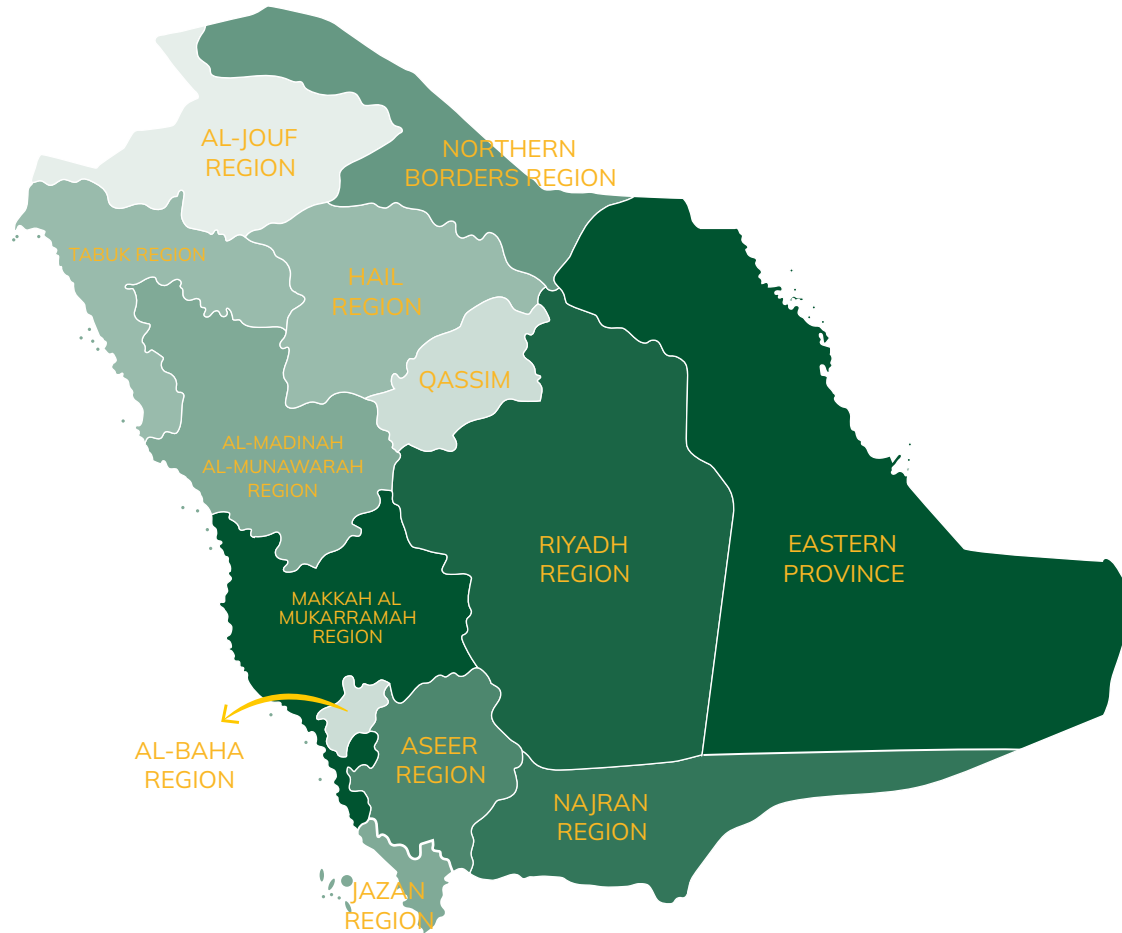 AL-JOUF
REGION
NORTHERN
BORDERS REGION
TABUK REGION
HAIL
REGION
QASSIM
AL-MADINAH
AL-MUNAWARAH
REGION
RIYADH
REGION
EASTERN
PROVINCE
MAKKAH AL
MUKARRAMAH
REGION
AL-BAHA
REGION
ASEER
REGION
NAJRAN
REGION
JAZAN
REGION